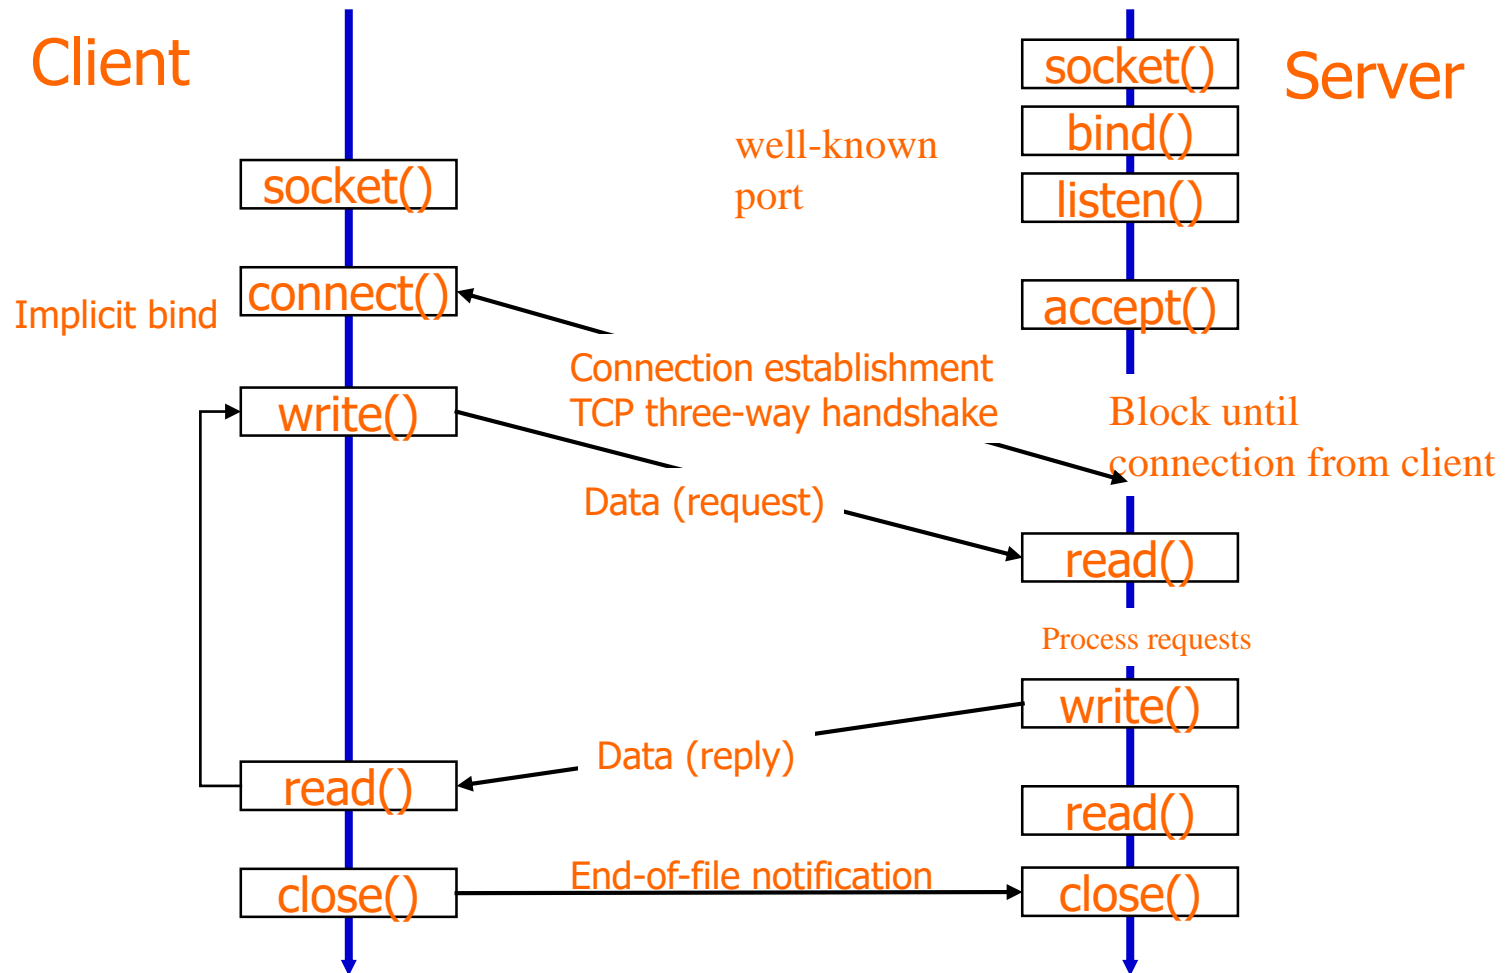 Client
Server
socket()
bind()
well-known
port
listen()
socket()
connect()
Implicit bind
accept()
Connection establishment
TCP three-way handshake
write()
Block until
connection from client
Data (request)
read()
Process requests
write()
Data (reply)
read()
read()
End-of-file notification
close()
close()